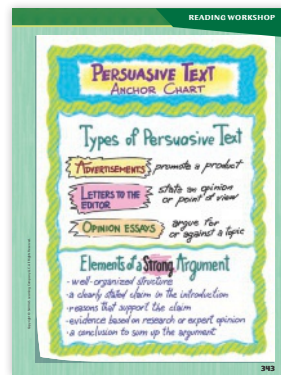 READING WORKSHOP
PERSUASIVE TEXT
ANCHOR CHART
Types of Persuasive Text
ADVERTISEMENTS promote a product
LETTERS TO THE EDITOR state an opinion or point of view
OPINION ESSAYS argue for or against a topic
Elements of a Strong Argument
- well-organized structure
- a clearly stated claim in the introduction
- reasons that support the claim
- evidence based on research or expert opinion
- a conclusion to sum up the argument
343